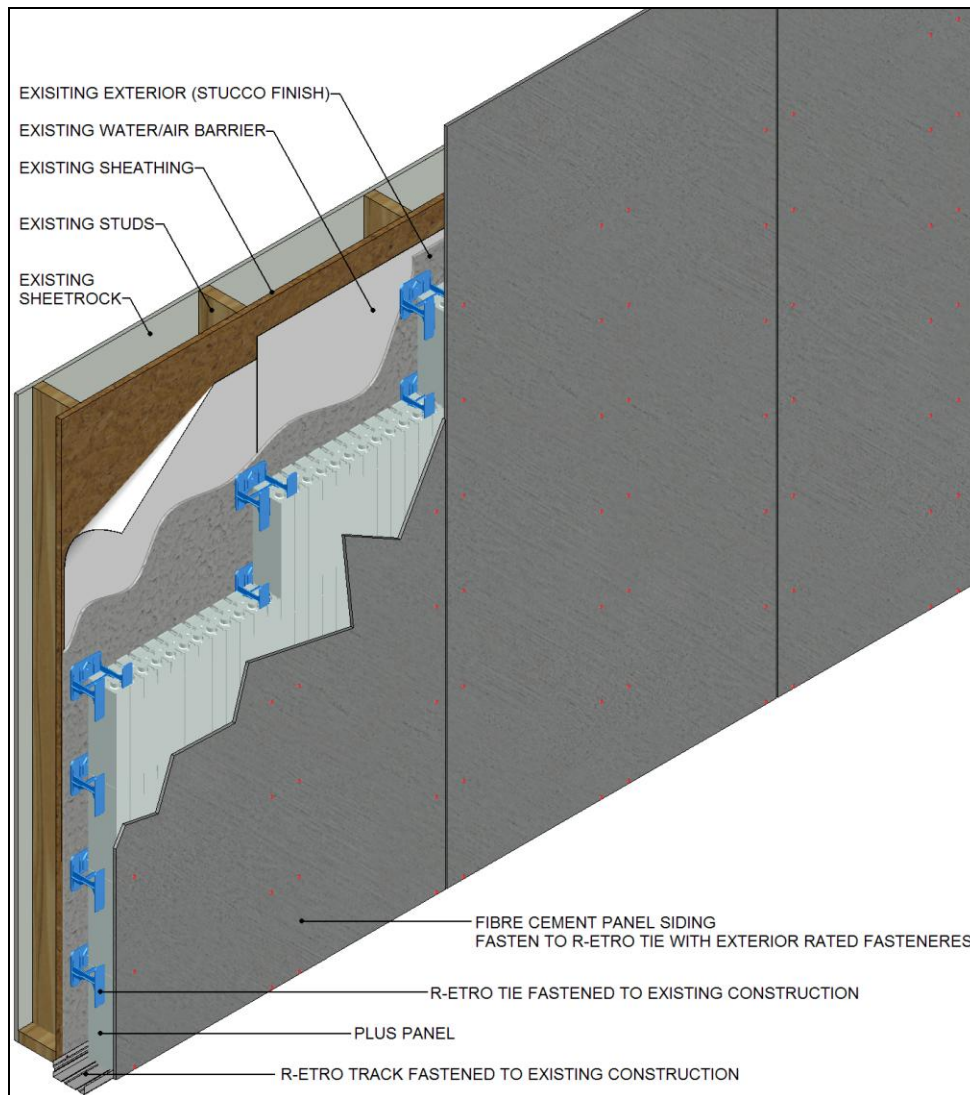 EXISITING EXTERIOR (STUCCO FINISH)
EXISTING WATER/AIR BARRIER
EXISTING SHEATHING
EXISTING STUDS
EXISTING
SHEETROCK
FIBRE CEMENT PANEL SIDING
FASTEN TO R-ETRO TIE WITH EXTERIOR RATED FASTENERES
R-ETRO TIE FASTENED TO EXISTING CONSTRUCTION
PLUS PANEL
R-ETRO TRACK FASTENED TO EXISTING CONSTRUCTION